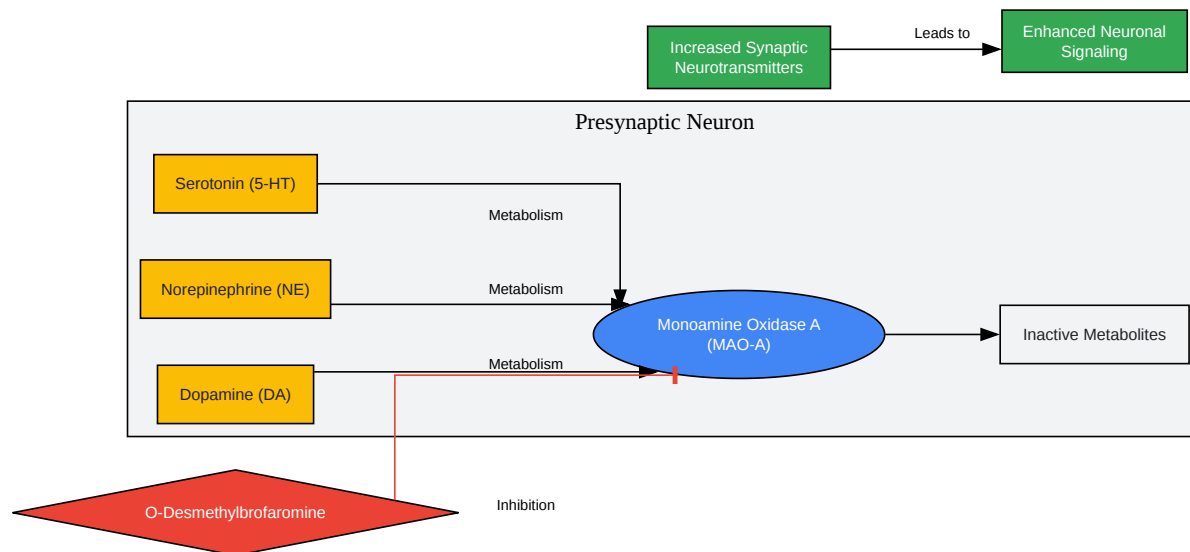 Increased Synaptic
Neurotransmitters
Leads to
Enhanced Neuronal
Signaling
Presynaptic Neuron
Serotonin (5-HT)
Metabolism
Norepinephrine (NE)
Metabolism
Monoamine Oxidase A
(MAO-A)
Inactive Metabolites
Metabolism
Dopamine (DA)
O-Desmethylbrofaromine
Inhibition